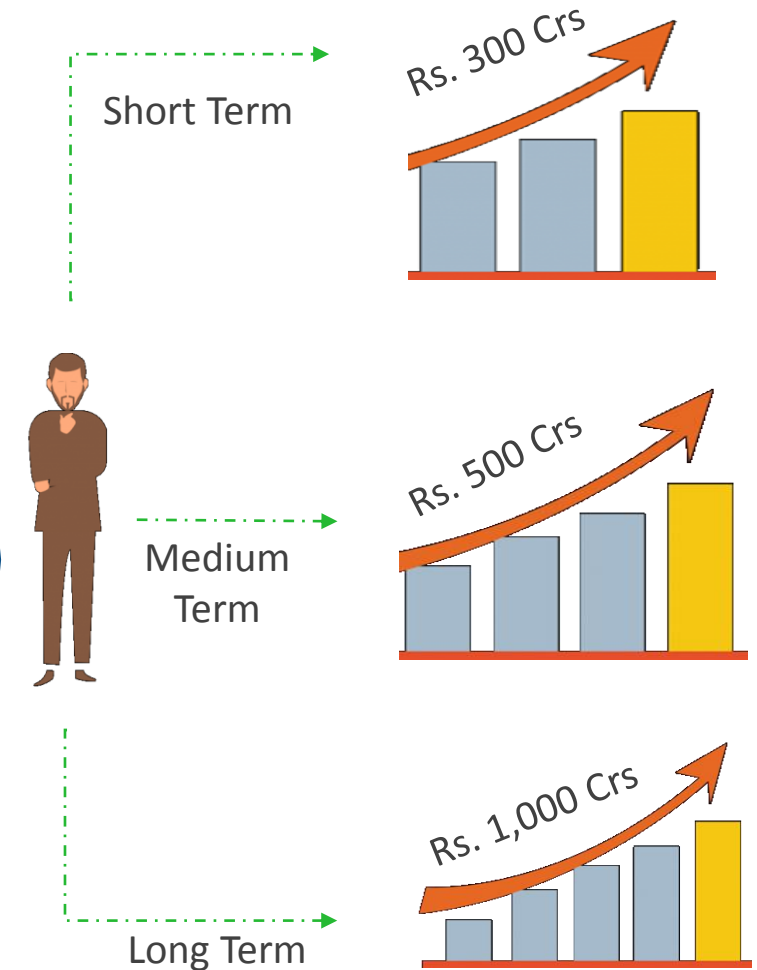 Rs. 300 Crs
Short Term
Rs. 500 Crs
Medium
Term
Rs. 1,000 Crs
Long Term